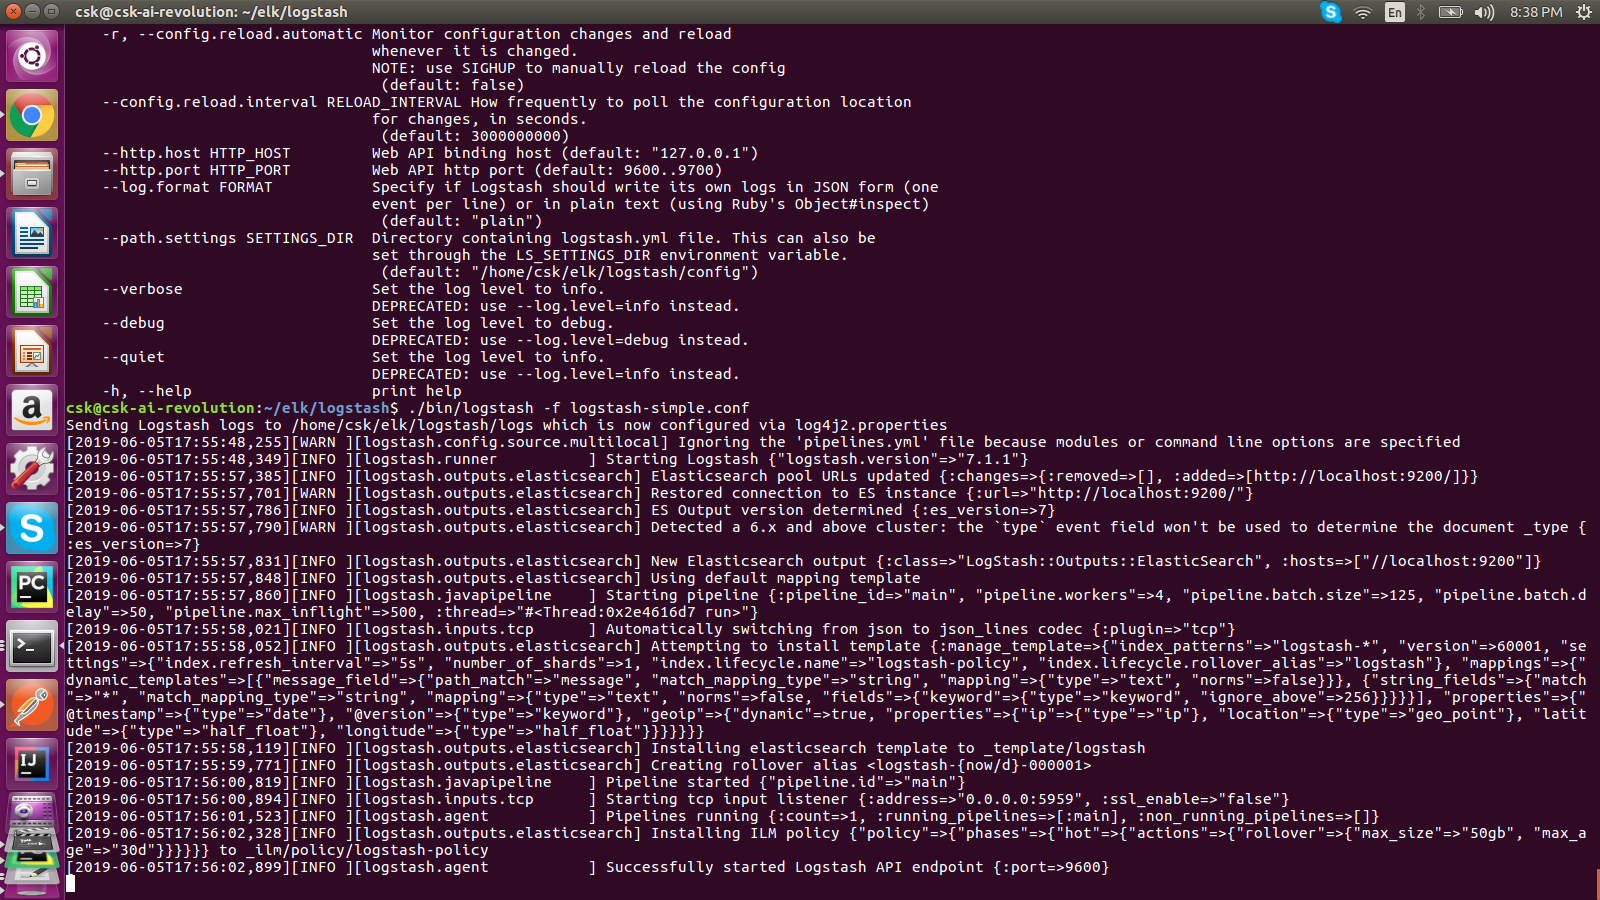 csk@csk-ai-revolution: ~/elk/logstash
En
8:38 PM
-r, --config.reload.automatic Monitor configuration changes and reload
whenever it is changed.
NOTE: use SIGHUP to manually reload the config
(default: false)
--config.reload.interval RELOAD_INTERVAL How frequently to poll the configuration location
for changes, in seconds.
(default: 3000000000)
--http.host HTTP_HOST Web API binding host (default: "127.0.0.1")
--http.port HTTP_PORT Web API http port (default: 9600..9700)
--log.format FORMAT Specify if Logstash should write its own logs in JSON form (one
event per line) or in plain text (using Ruby's Object#inspect)
(default: "plain")
--path.settings SETTINGS_DIR Directory containing logstash.yml file. This can also be
set through the LS_SETTINGS_DIR environment variable.
(default: "/home/csk/elk/logstash/config")
--verbose Set the log level to info.
DEPRECATED: use --log.level=info instead.
--debug Set the log level to debug.
DEPRECATED: use --log.level=debug instead.
--quiet Set the log level to info.
DEPRECATED: use --log.level=info instead.
-h, --help print help
csk@csk-ai-revolution:~/elk/logstash$ ./bin/logstash -f logstash-simple.conf
Sending Logstash logs to /home/csk/elk/logstash/logs which is now configured via log4j2.properties
[2019-06-05T17:55:48,255][WARN ][logstash.config.source.multilocal] Ignoring the 'pipelines.yml' file because modules or command line options are specified
[2019-06-05T17:55:48,349][INFO ][logstash.runner ] Starting Logstash {"logstash.version"=>"7.1.1"}
[2019-06-05T17:55:57,385][INFO ][logstash.outputs.elasticsearch] Elasticsearch pool URLs updated {:changes=>{:removed=>[], :added=>[http://localhost:9200/]}}
[2019-06-05T17:55:57,701][WARN ][logstash.outputs.elasticsearch] Restored connection to ES instance {:url=>"http://localhost:9200/"}
[2019-06-05T17:55:57,786][INFO ][logstash.outputs.elasticsearch] ES Output version determined {:es_version=>7}
[2019-06-05T17:55:57,790][WARN ][logstash.outputs.elasticsearch] Detected a 6.x and above cluster: the `type` event field won't be used to determine the document _type {
:es_version=>7}
[2019-06-05T17:55:57,831][INFO ][logstash.outputs.elasticsearch] New Elasticsearch output {:class=>"LogStash::Outputs::ElasticSearch", :hosts=>["//localhost:9200"]}
[2019-06-05T17:55:57,848][INFO ][logstash.outputs.elasticsearch] Using default mapping template
[2019-06-05T17:55:57,860][INFO ][logstash.javapipeline ] Starting pipeline {:pipeline_id=>"main", "pipeline.workers"=>4, "pipeline.batch.size"=>125, "pipeline.batch.d
elay"=>50, "pipeline.max_inflight"=>500, :thread=>"#<Thread:0x2e4616d7 run>"}
[2019-06-05T17:55:58,021][INFO ][logstash.inputs.tcp ] Automatically switching from json to json_lines codec {:plugin=>"tcp"}
[2019-06-05T17:55:58,052][INFO ][logstash.outputs.elasticsearch] Attempting to install template {:manage_template=>{"index_patterns"=>"logstash-*", "version"=>60001, "se
ttings"=>{"index.refresh_interval"=>"5s", "number_of_shards"=>1, "index.lifecycle.name"=>"logstash-policy", "index.lifecycle.rollover_alias"=>"logstash"}, "mappings"=>{"
dynamic_templates"=>[{"message_field"=>{"path_match"=>"message", "match_mapping_type"=>"string", "mapping"=>{"type"=>"text", "norms"=>false}}}, {"string_fields"=>{"match
"=>"*", "match_mapping_type"=>"string", "mapping"=>{"type"=>"text", "norms"=>false, "fields"=>{"keyword"=>{"type"=>"keyword", "ignore_above"=>256}}}}}], "properties"=>{"
@timestamp"=>{"type"=>"date"}, "@version"=>{"type"=>"keyword"}, "geoip"=>{"dynamic"=>true, "properties"=>{"ip"=>{"type"=>"ip"}, "location"=>{"type"=>"geo_point"}, "latit
ude"=>{"type"=>"half_float"}, "longitude"=>{"type"=>"half_float"}}}}}}}
[2019-06-05T17:55:58,119][INFO ][logstash.outputs.elasticsearch] Installing elasticsearch template to _template/logstash
[2019-06-05T17:55:59,771][INFO ][logstash.outputs.elasticsearch] Creating rollover alias <logstash-{now/d}-000001>
[2019-06-05T17:56:00,819][INFO ][logstash.javapipeline ] Pipeline started {"pipeline.id"=>"main"}
[2019-06-05T17:56:00,894][INFO ][logstash.inputs.tcp ] Starting tcp input listener {:address=>"0.0.0.0:5959", :ssl_enable=>"false"}
[2019-06-05T17:56:01,523][INFO ][logstash.agent ] Pipelines running {:count=>1, :running_pipelines=>[:main], :non_running_pipelines=>[]}
[2019-06-05T17:56:02,328][INFO ][logstash.outputs.elasticsearch] Installing ILM policy {"policy"=>{"phases"=>{"hot"=>{"actions"=>{"rollover"=>{"max_size"=>"50gb", "max_a
ge"=>"30d"}}}}}} to _ilm/policy/logstash-policy
[2019-06-05T17:56:02,899][INFO ][logstash.agent ] Successfully started Logstash API endpoint {:port=>9600}
a
S
PC
>_
IJ